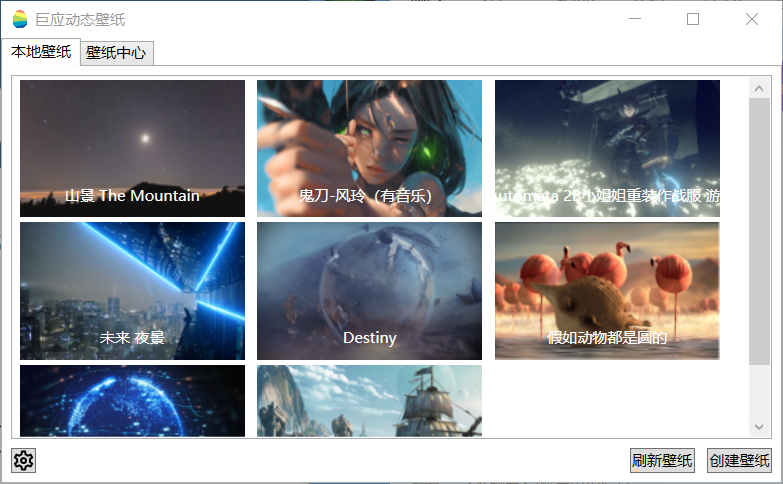 巨应动态壁纸
本地壁纸 壁纸中心
山景 The Mountain
鬼刀-风玲（有音乐）
utomata 2B小姐姐重装作战服 游
未来 夜景
Destiny
假如动物都是圆的
刷新壁纸 创建壁纸